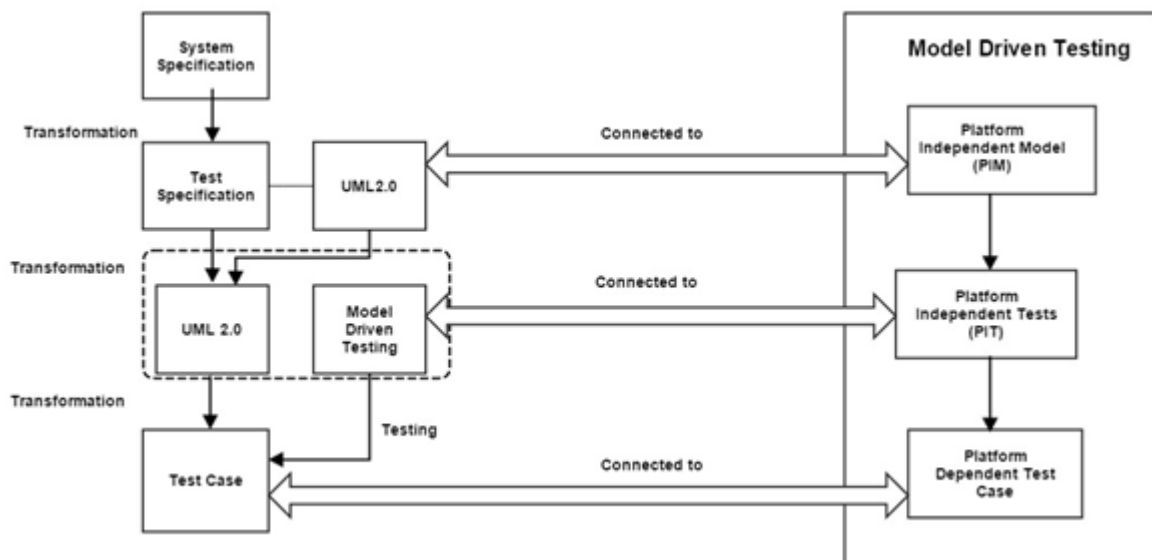 System
Specification
Model Driven Testing
Transformation
Connected to
Platform
Independent Model
(PIM)
Test
Specification
UML2.0
Transformation
Connected to
UML 2.0
Model
Driven
Testing
Platform
Independent Tests
(PIT)
Transformation
Testing
Test Case
Connected to
Platform
Dependent Test
Case